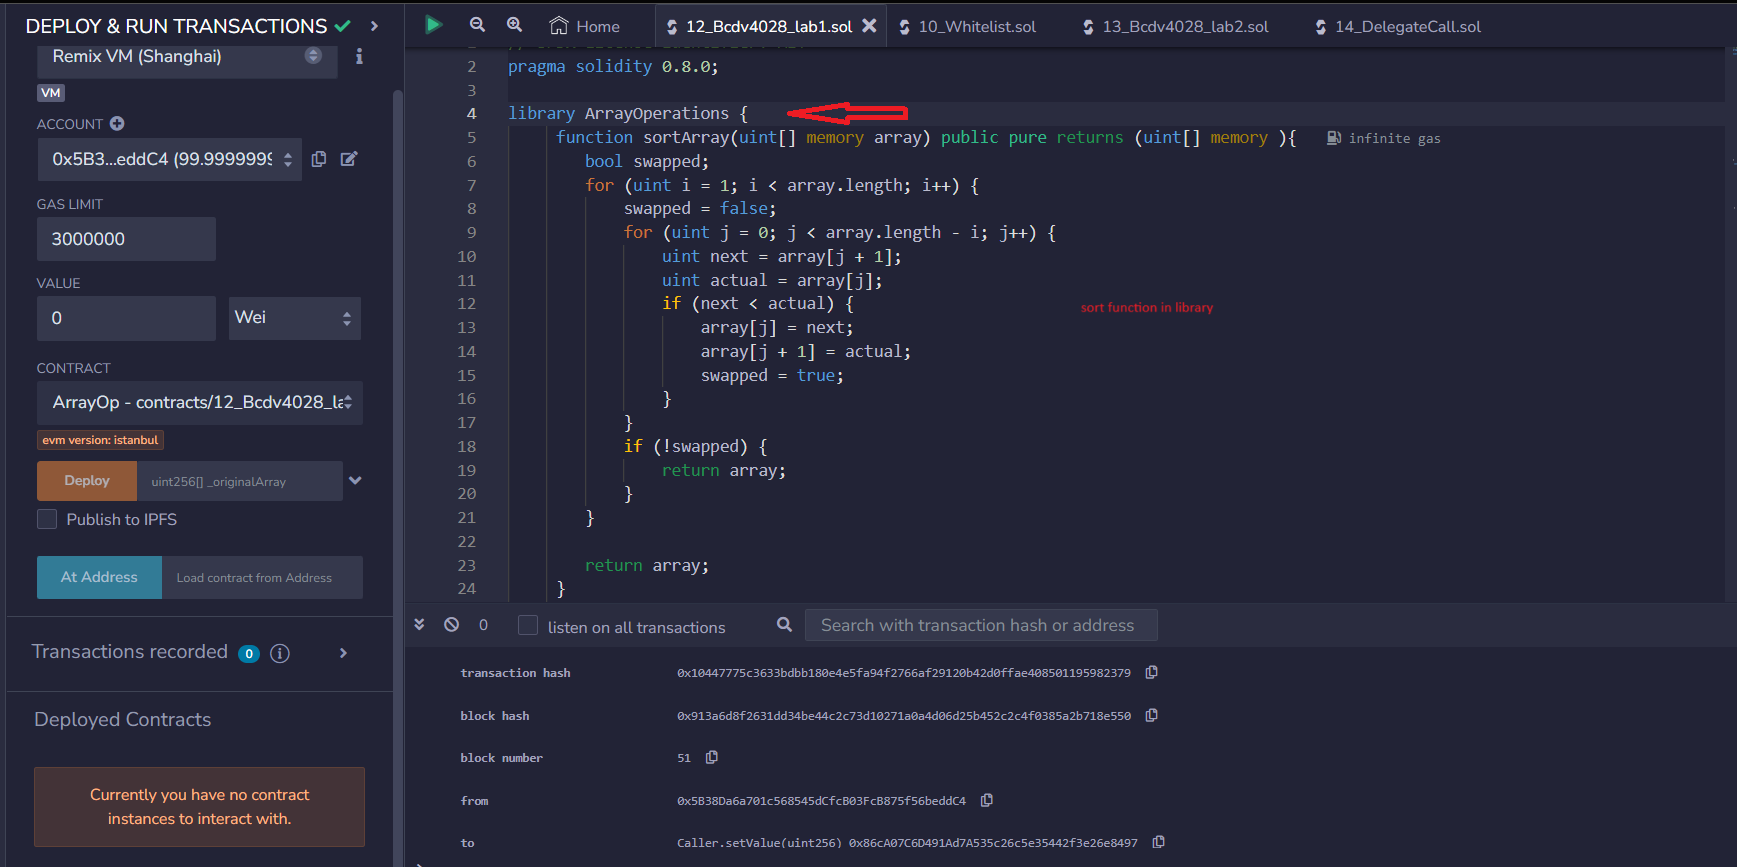 DEPLOY & RUN TRANSACTIONS
Remix VM (Shanghai)
VM
ACCOUNT
0x5B3...eddC4 (99.9999999
GAS LIMIT
3000000
VALUE
0
Wei
CONTRACT
ArrayOp - contracts/12_Bcdv4028_la
evm version: istanbul
Deploy
uint256[] _originalArray
Publish to IPFS
At Address
Load contract from Address
Transactions recorded 0
Deployed Contracts
Currently you have no contract
instances to interact with.
Home
12_Bcdv4028_lab1.sol
10_Whitelist.sol
13_Bcdv4028_lab2.sol
14_DelegateCall.sol
2 pragma solidity 0.8.0;
3
4 library ArrayOperations {
5 function sortArray(uint[] memory array) public pure returns (uint[] memory ){ infinite gas
6 bool swapped;
7 for (uint i = 1; i < array.length; i++) {
8 swapped = false;
9 for (uint j = 0; j < array.length - i; j++) {
10 uint next = array[j + 1];
11 uint actual = array[j];
12 if (next < actual) {
sort function in library
13 array[j] = next;
14 array[j + 1] = actual;
15 swapped = true;
16 }
17 }
18 if (!swapped) {
19 return array;
20 }
21 }
22
23 return array;
24 }
0
listen on all transactions
Search with transaction hash or address
transaction hash 0x10447775c3633bdbb180e4e5fa94f2766af29120b42d0ffae408501195982379
block hash 0x913a6d8f2631dd34be44c2c73d10271a0a4d06d25b452c2c4f0385a2b718e550
block number 51
from 0x5B38Da6a701c568545dCfcB03FcB875f56beddC4
to Caller.setValue(uint256) 0x86cA07C6D491Ad7A535c26c5e35442f3e26e8497